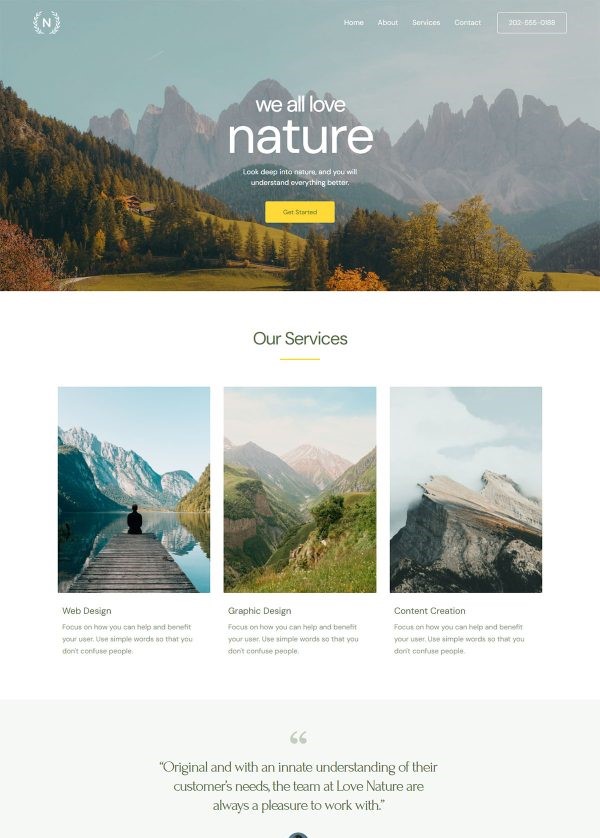 N
Home About Services Contact 202-555-0188
we all love
nature
Look deep into nature, and you will
understand everything better.
Get Started
Our Services
Web Design
Focus on how you can help and benefit
your user. Use simple words so that you
don't confuse people.
Graphic Design
Focus on how you can help and benefit
your user. Use simple words so that you
don't confuse people.
Content Creation
Focus on how you can help and benefit
your user. Use simple words so that you
don't confuse people.
“
“Original and with an innate understanding of their
customer’s needs, the team at Love Nature are
always a pleasure to work with.”